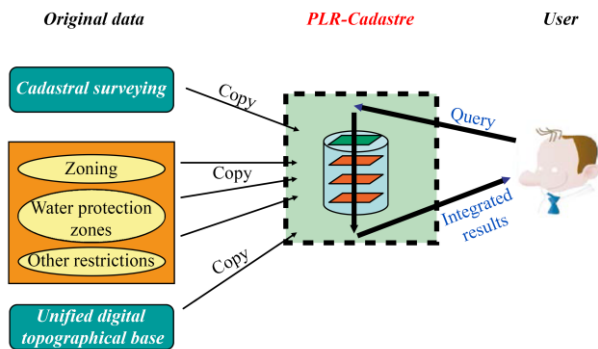 Original data
PLR-Cadastre
User
Cadastral surveying
Copy
Query
Zoning
Copy
Water protection
zones
Integrated
results
Other restrictions
Copy
Unified digital
topographical base